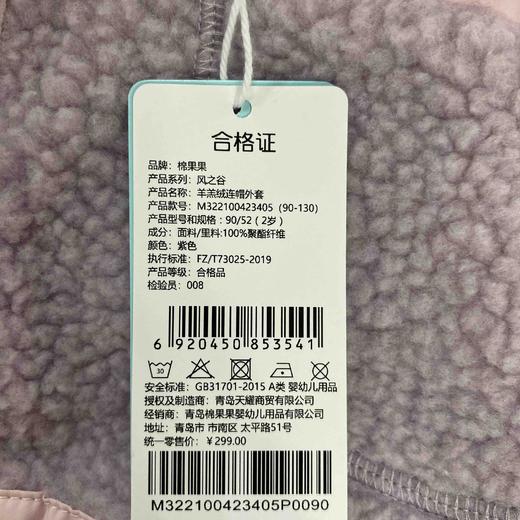 合格证
品牌：棉果果
产品系列：风之谷
产品名称：羊羔绒连帽外套
产品款号：M322100423405（90-130）
产品型号和规格：90/52（2岁）
成分：面料/里料:100%聚酯纤维
颜色：紫色
执行标准：FZ/T73025-2019
产品等级：合格品
检验员：008
6 920450 853541
30
安全标准：GB31701-2015 A类 婴幼儿用品
授权及制造商：青岛天耀商贸有限公司
经销商：青岛棉果果婴幼儿用品有限公司
地址：青岛市 市南区 太平路51号
统一零售价：￥299.00
M322100423405P0090